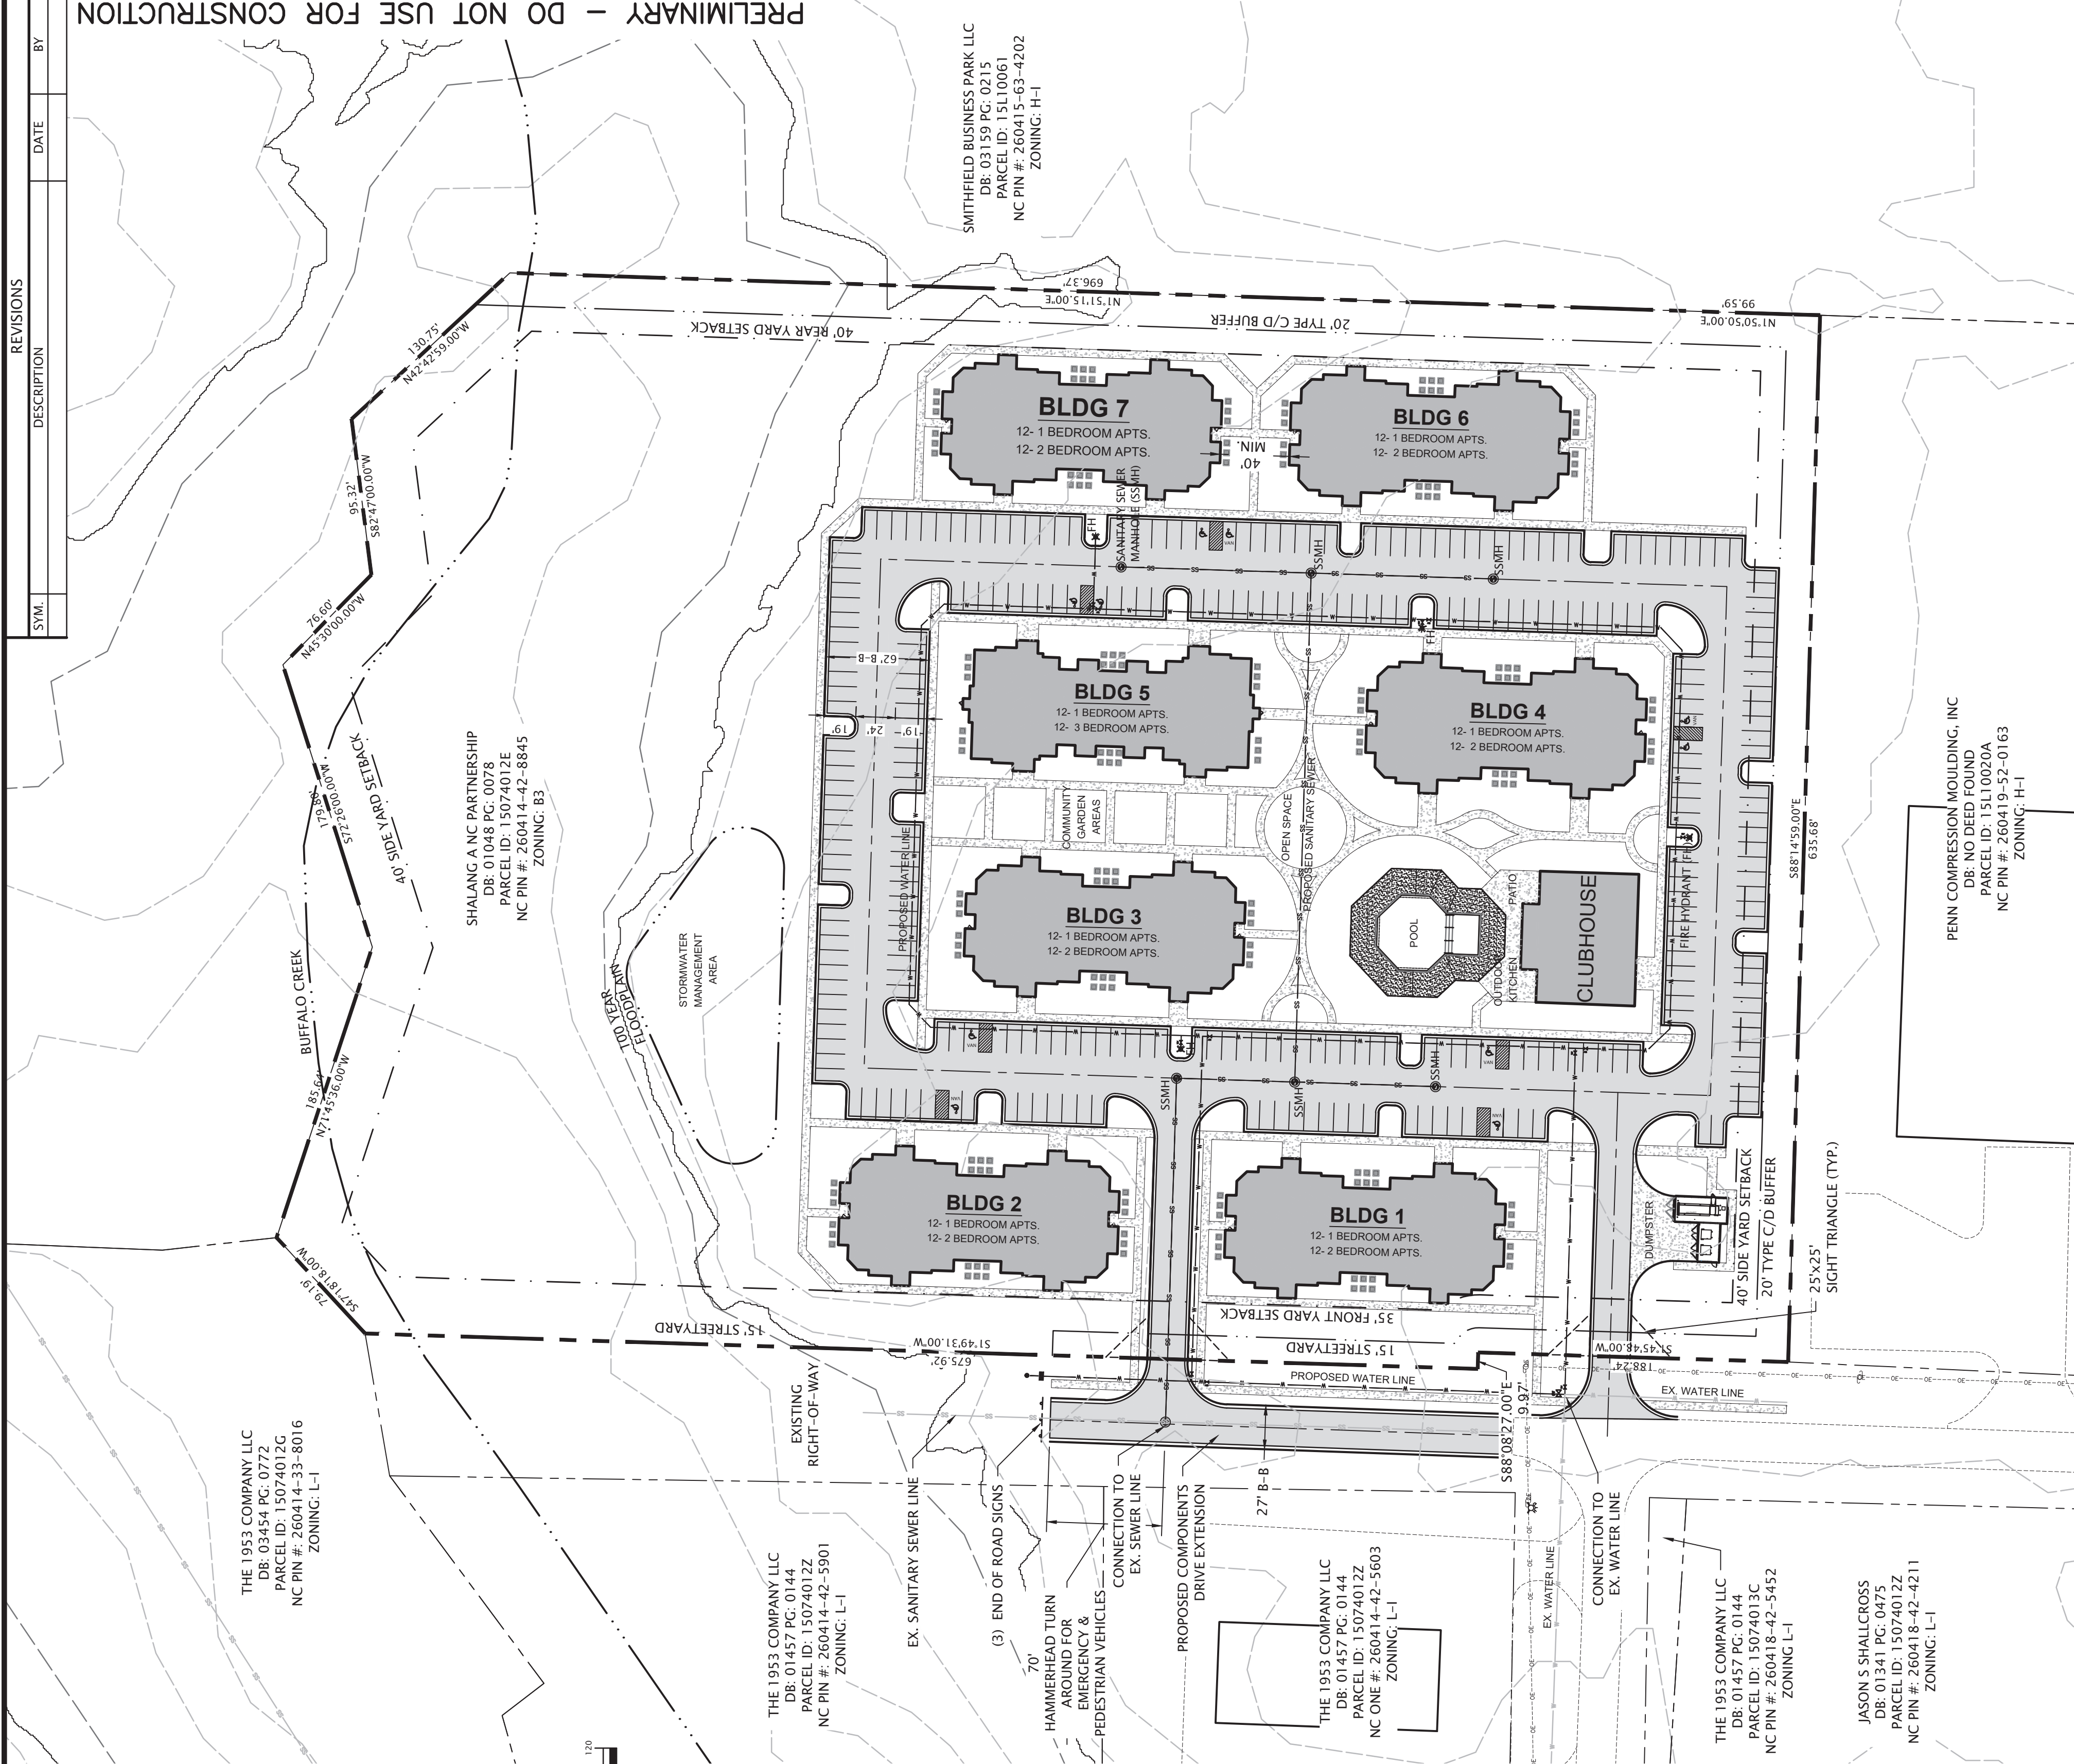 PRELIMINARY – DO NOT USE FOR CONSTRUCTION
REVISIONS
SYM.
DESCRIPTION
DATE
BY
SMITHFIELD BUSINESS PARK LLC
DB: 03159 PG: 0215
PARCEL ID: 15L10061
NC PIN #: 260415-63-4202
ZONING: H-I
130.75'
N42°42'59.00"W
95.32'
S82°47'00.00"W
76.60'
N45°30'00.00"W
179.89'
S72°26'00.00"W
40' SIDE YARD SETBACK
BUFFALO CREEK
185.64'
N71°45'36.00"W
79.19'
S47°18'18.00"W
696.37'
N1°51'15.00"E
40' REAR YARD SETBACK
20' TYPE C/D BUFFER
99.59'
N1°50'50.00"E
SHALANG A NC PARTNERSHIP
DB: 01048 PG: 0078
PARCEL ID: 15074012E
NC PIN #: 260414-42-8845
ZONING: B3
100 YEAR
FLOODPLAIN
STORMWATER
MANAGEMENT
AREA
BLDG 7
12- 1 BEDROOM APTS.
12- 2 BEDROOM APTS.
40'
MIN.
BLDG 6
12- 1 BEDROOM APTS.
12- 2 BEDROOM APTS.
FH
SANITARY SEWER
MANHOLE (SSMH)
VAN
SSMH
SSMH
62' B-B
19'
24'
19'
FH
BLDG 5
12- 1 BEDROOM APTS.
12- 3 BEDROOM APTS.
BLDG 4
12- 1 BEDROOM APTS.
12- 2 BEDROOM APTS.
VAN
PROPOSED WATER LINE
COMMUNITY
GARDEN
AREAS
OPEN SPACE
PROPOSED SANITARY SEWER
BLDG 3
12- 1 BEDROOM APTS.
12- 2 BEDROOM APTS.
POOL
OUTDOOR
KITCHEN
PATIO
CLUBHOUSE
FIRE HYDRANT (FH)
S88°14'59.00"E
635.68'
PENN COMPRESSION MOULDING, INC
DB: NO DEED FOUND
PARCEL ID: 15L10020A
NC PIN #: 260419-52-0163
ZONING: H-I
VAN
FH
VAN
SSMH
SSMH
SSMH
VAN
VAN
BLDG 2
12- 1 BEDROOM APTS.
12- 2 BEDROOM APTS.
BLDG 1
12- 1 BEDROOM APTS.
12- 2 BEDROOM APTS.
DUMPSTER
40' SIDE YARD SETBACK
20' TYPE C/D BUFFER
25'x25'
SIGHT TRIANGLE (TYP.)
15' STREETYARD
S1°49'31.00"W
675.92'
35' FRONT YARD SETBACK
15' STREETYARD
PROPOSED WATER LINE
S1°45'48.00"W
188.24'
EX. WATER LINE
S88°08'27.00"E
9.97'
EXISTING
RIGHT-OF-WAY
THE 1953 COMPANY LLC
DB: 03454 PG: 0772
PARCEL ID: 15074012G
NC PIN #: 260414-33-8016
ZONING: L-I
THE 1953 COMPANY LLC
DB: 01457 PG: 0144
PARCEL ID: 15074012Z
NC PIN #: 260414-42-5901
ZONING: L-I
EX. SANITARY SEWER LINE
(3) END OF ROAD SIGNS
70'
HAMMERHEAD TURN
AROUND FOR
EMERGENCY &
PEDESTRIAN VEHICLES
CONNECTION TO
EX. SEWER LINE
PROPOSED COMPONENTS
DRIVE EXTENSION
27' B-B
THE 1953 COMPANY LLC
DB: 01457 PG: 0144
PARCEL ID: 15074012Z
NC ONE #: 260414-42-5603
ZONING: L-I
EX. WATER LINE
CONNECTION TO
EX. WATER LINE
THE 1953 COMPANY LLC
DB: 01457 PG: 0144
PARCEL ID: 15074013C
NC PIN #: 260418-42-5452
ZONING L-I
JASON S SHALLCROSS
DB: 01341 PG: 0475
PARCEL ID: 15074012Z
NC PIN #: 260418-42-4211
ZONING: L-I
120